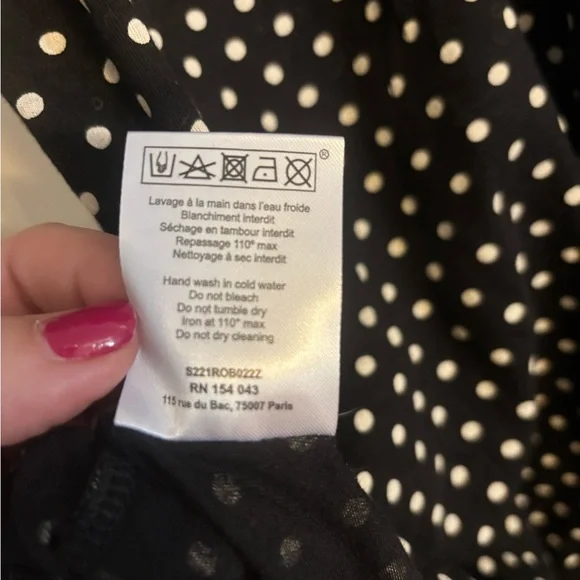 ®
Lavage à la main dans l'eau froide
Blanchiment interdit
Séchage en tambour interdit
Repassage 110° max
Nettoyage à sec interdit
Hand wash in cold water
Do not bleach
Do not tumble dry
Iron at 110° max
Do not dry cleaning
S221ROB022Z
RN 154 043
115 rue du Bac, 75007 Paris